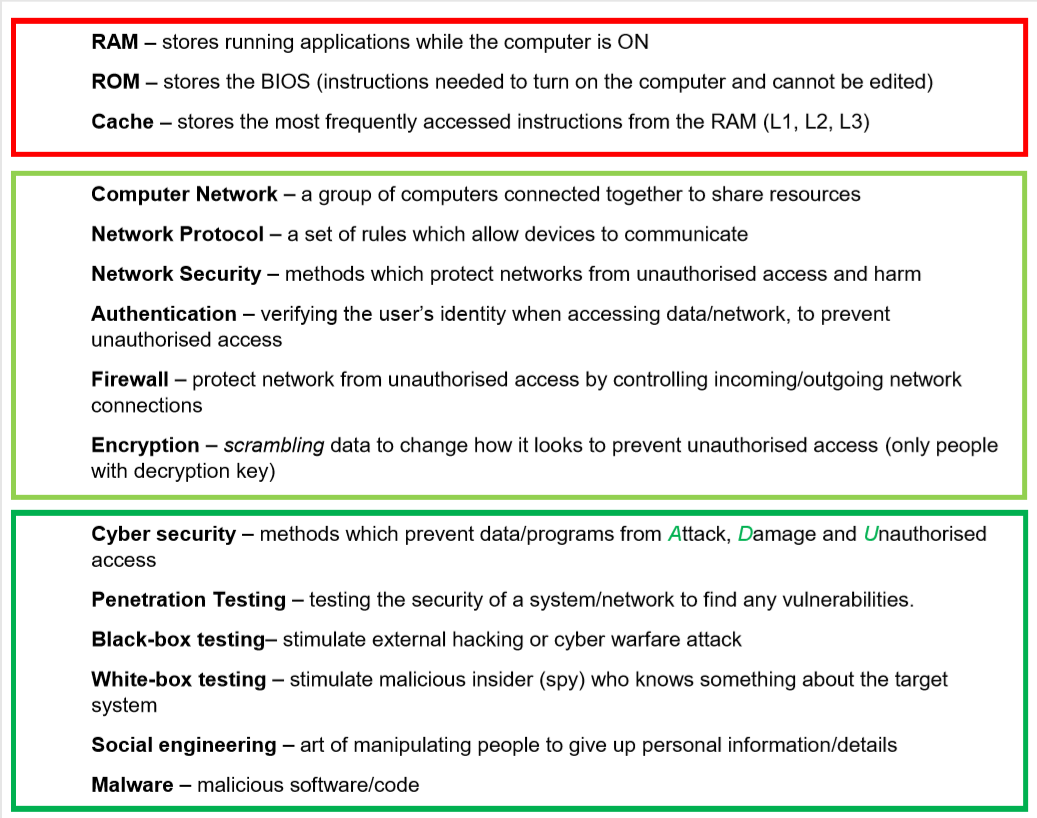 RAM – stores running applications while the computer is ON
ROM – stores the BIOS (instructions needed to turn on the computer and cannot be edited)
Cache – stores the most frequently accessed instructions from the RAM (L1, L2, L3)
Computer Network – a group of computers connected together to share resources
Network Protocol – a set of rules which allow devices to communicate
Network Security – methods which protect networks from unauthorised access and harm
Authentication – verifying the user’s identity when accessing data/network, to prevent
unauthorised access
Firewall – protect network from unauthorised access by controlling incoming/outgoing network
connections
Encryption – scrambling data to change how it looks to prevent unauthorised access (only people
with decryption key)
Cyber security – methods which prevent data/programs from Attack, Damage and Unauthorised
access
Penetration Testing – testing the security of a system/network to find any vulnerabilities.
Black-box testing– stimulate external hacking or cyber warfare attack
White-box testing – stimulate malicious insider (spy) who knows something about the target
system
Social engineering – art of manipulating people to give up personal information/details
Malware – malicious software/code